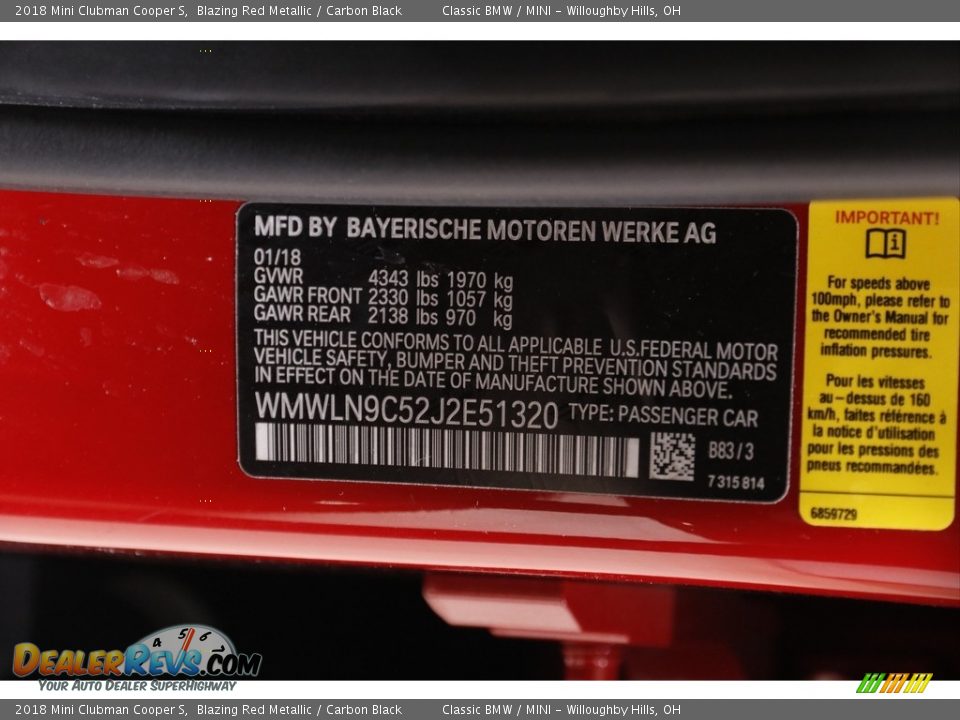 2018 Mini Clubman Cooper S, Blazing Red Metallic / Carbon Black Classic BMW / MINI - Willoughby Hills, OH
MFD BY BAYERISCHE MOTOREN WERKE AG
01/18
GVWR 4343 lbs 1970 kg
GAWR FRONT 2330 lbs 1057 kg
GAWR REAR 2138 lbs 970 kg
THIS VEHICLE CONFORMS TO ALL APPLICABLE U.S.FEDERAL MOTOR
VEHICLE SAFETY, BUMPER AND THEFT PREVENTION STANDARDS
IN EFFECT ON THE DATE OF MANUFACTURE SHOWN ABOVE.
WMWLN9C52J2E51320 TYPE: PASSENGER CAR
B83/3
7 315 814
IMPORTANT!
For speeds above
100mph, please refer to
the Owner's Manual for
recommended tire
inflation pressures.
Pour les vitesses
au-dessus de 160
km/h, faites référence à
la notice d'utilisation
pour les pressions des
pneus recommandées.
6859729
4 5 6
DealerRevs.com
Your Auto Dealer SuperHighway
2018 Mini Clubman Cooper S, Blazing Red Metallic / Carbon Black Classic BMW / MINI - Willoughby Hills, OH